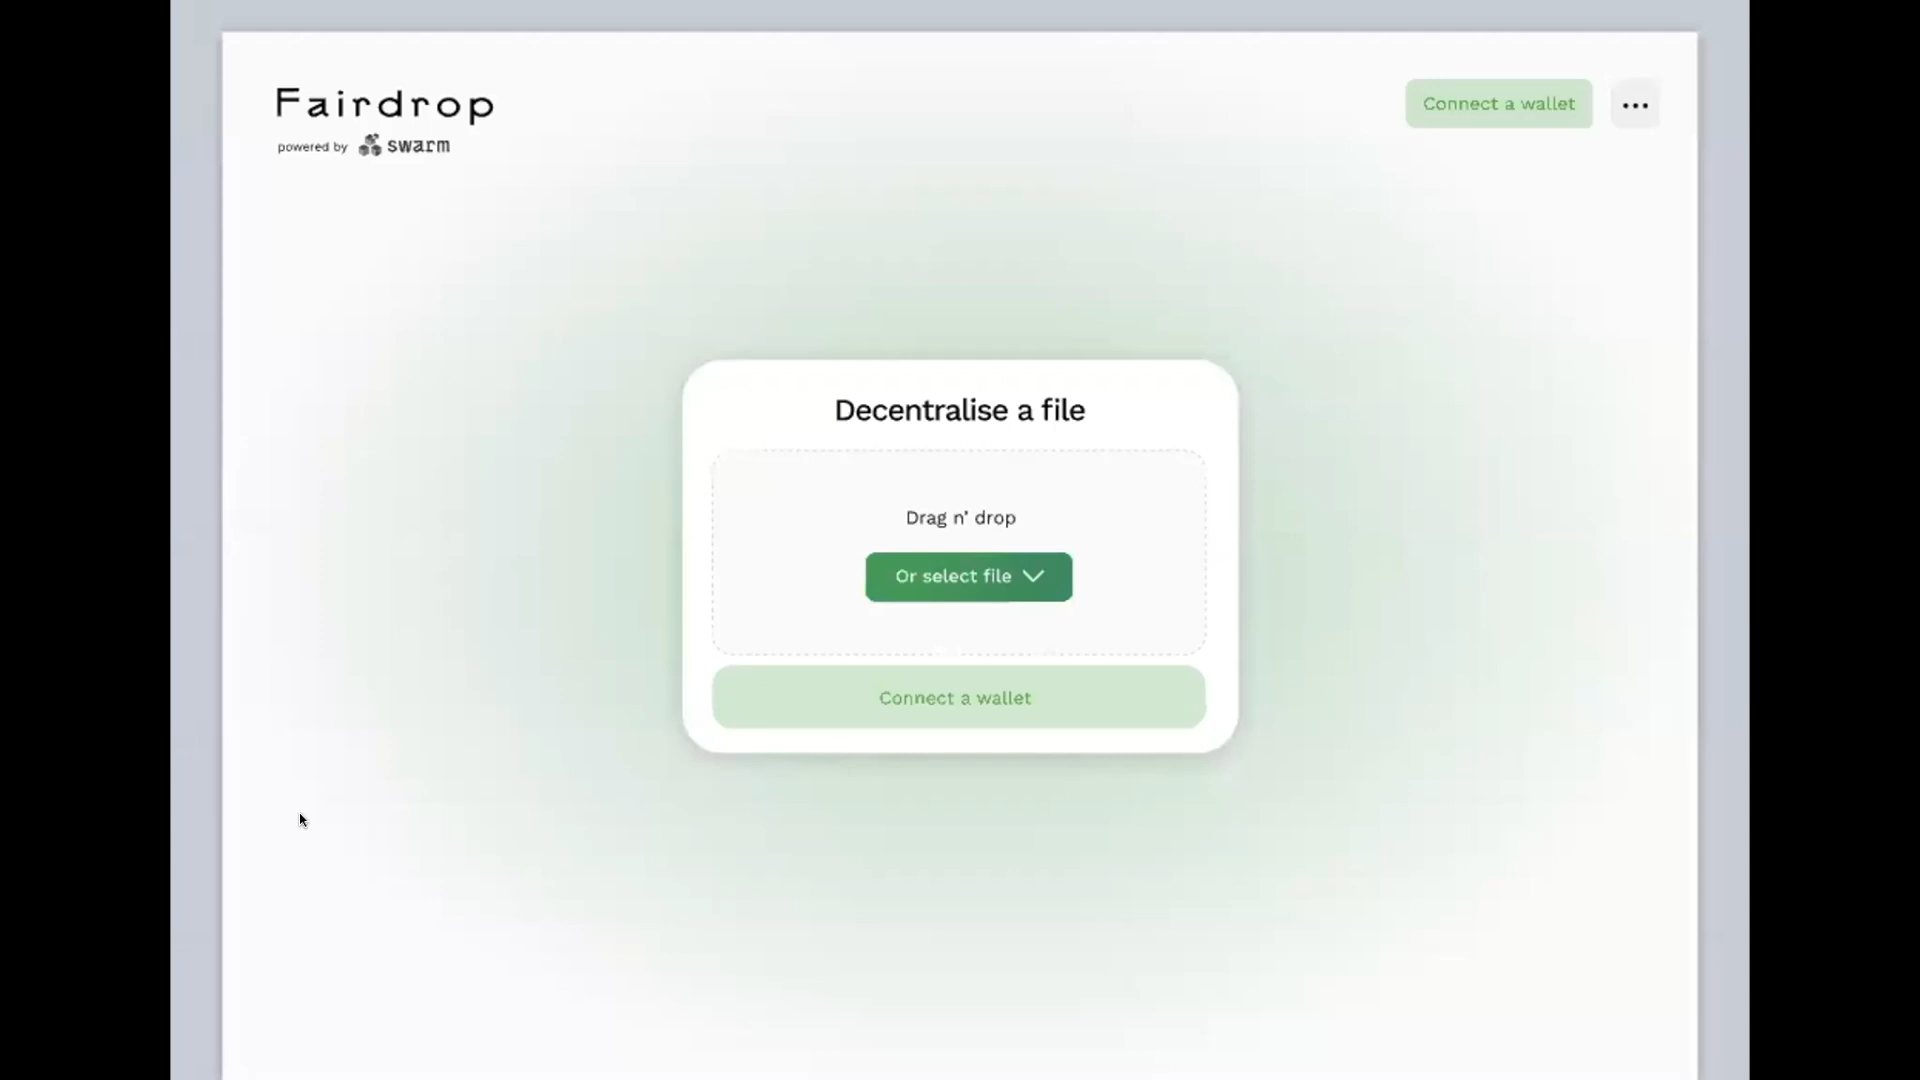 Fairdrop
powered by swarm
Connect a wallet
Decentralise a file
Drag n' drop
Or select file
Connect a wallet